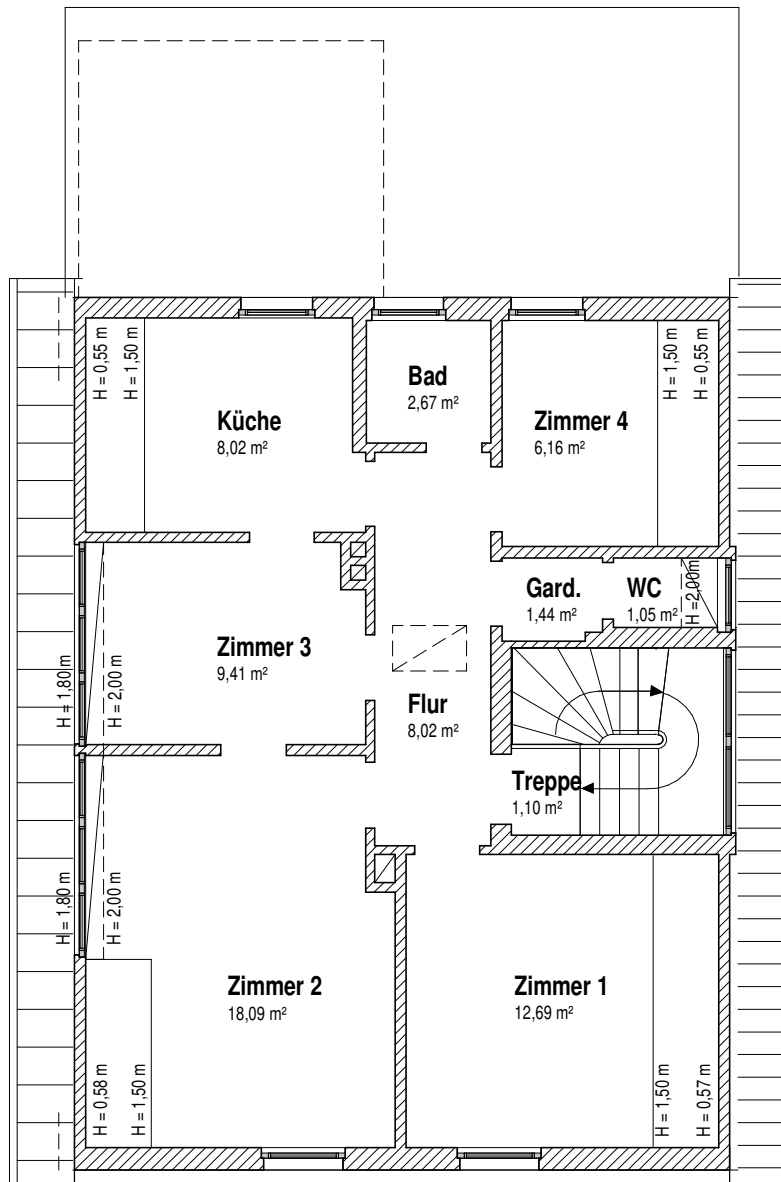 H = 0,55 m
H = 1,50 m
Küche
8,02 m²
Bad
2,67 m²
Zimmer 4
6,16 m²
H = 1,50 m
H = 0,55 m
Gard.
1,44 m²
WC
1,05 m²
H =2,00m
Zimmer 3
9,41 m²
H = 1,80 m
H = 2,00 m
Flur
8,02 m²
Treppe
1,10 m²
H = 1,80 m
H = 2,00 m
Zimmer 2
18,09 m²
Zimmer 1
12,69 m²
H = 0,58 m
H = 1,50 m
H = 1,50 m
H = 0,57 m